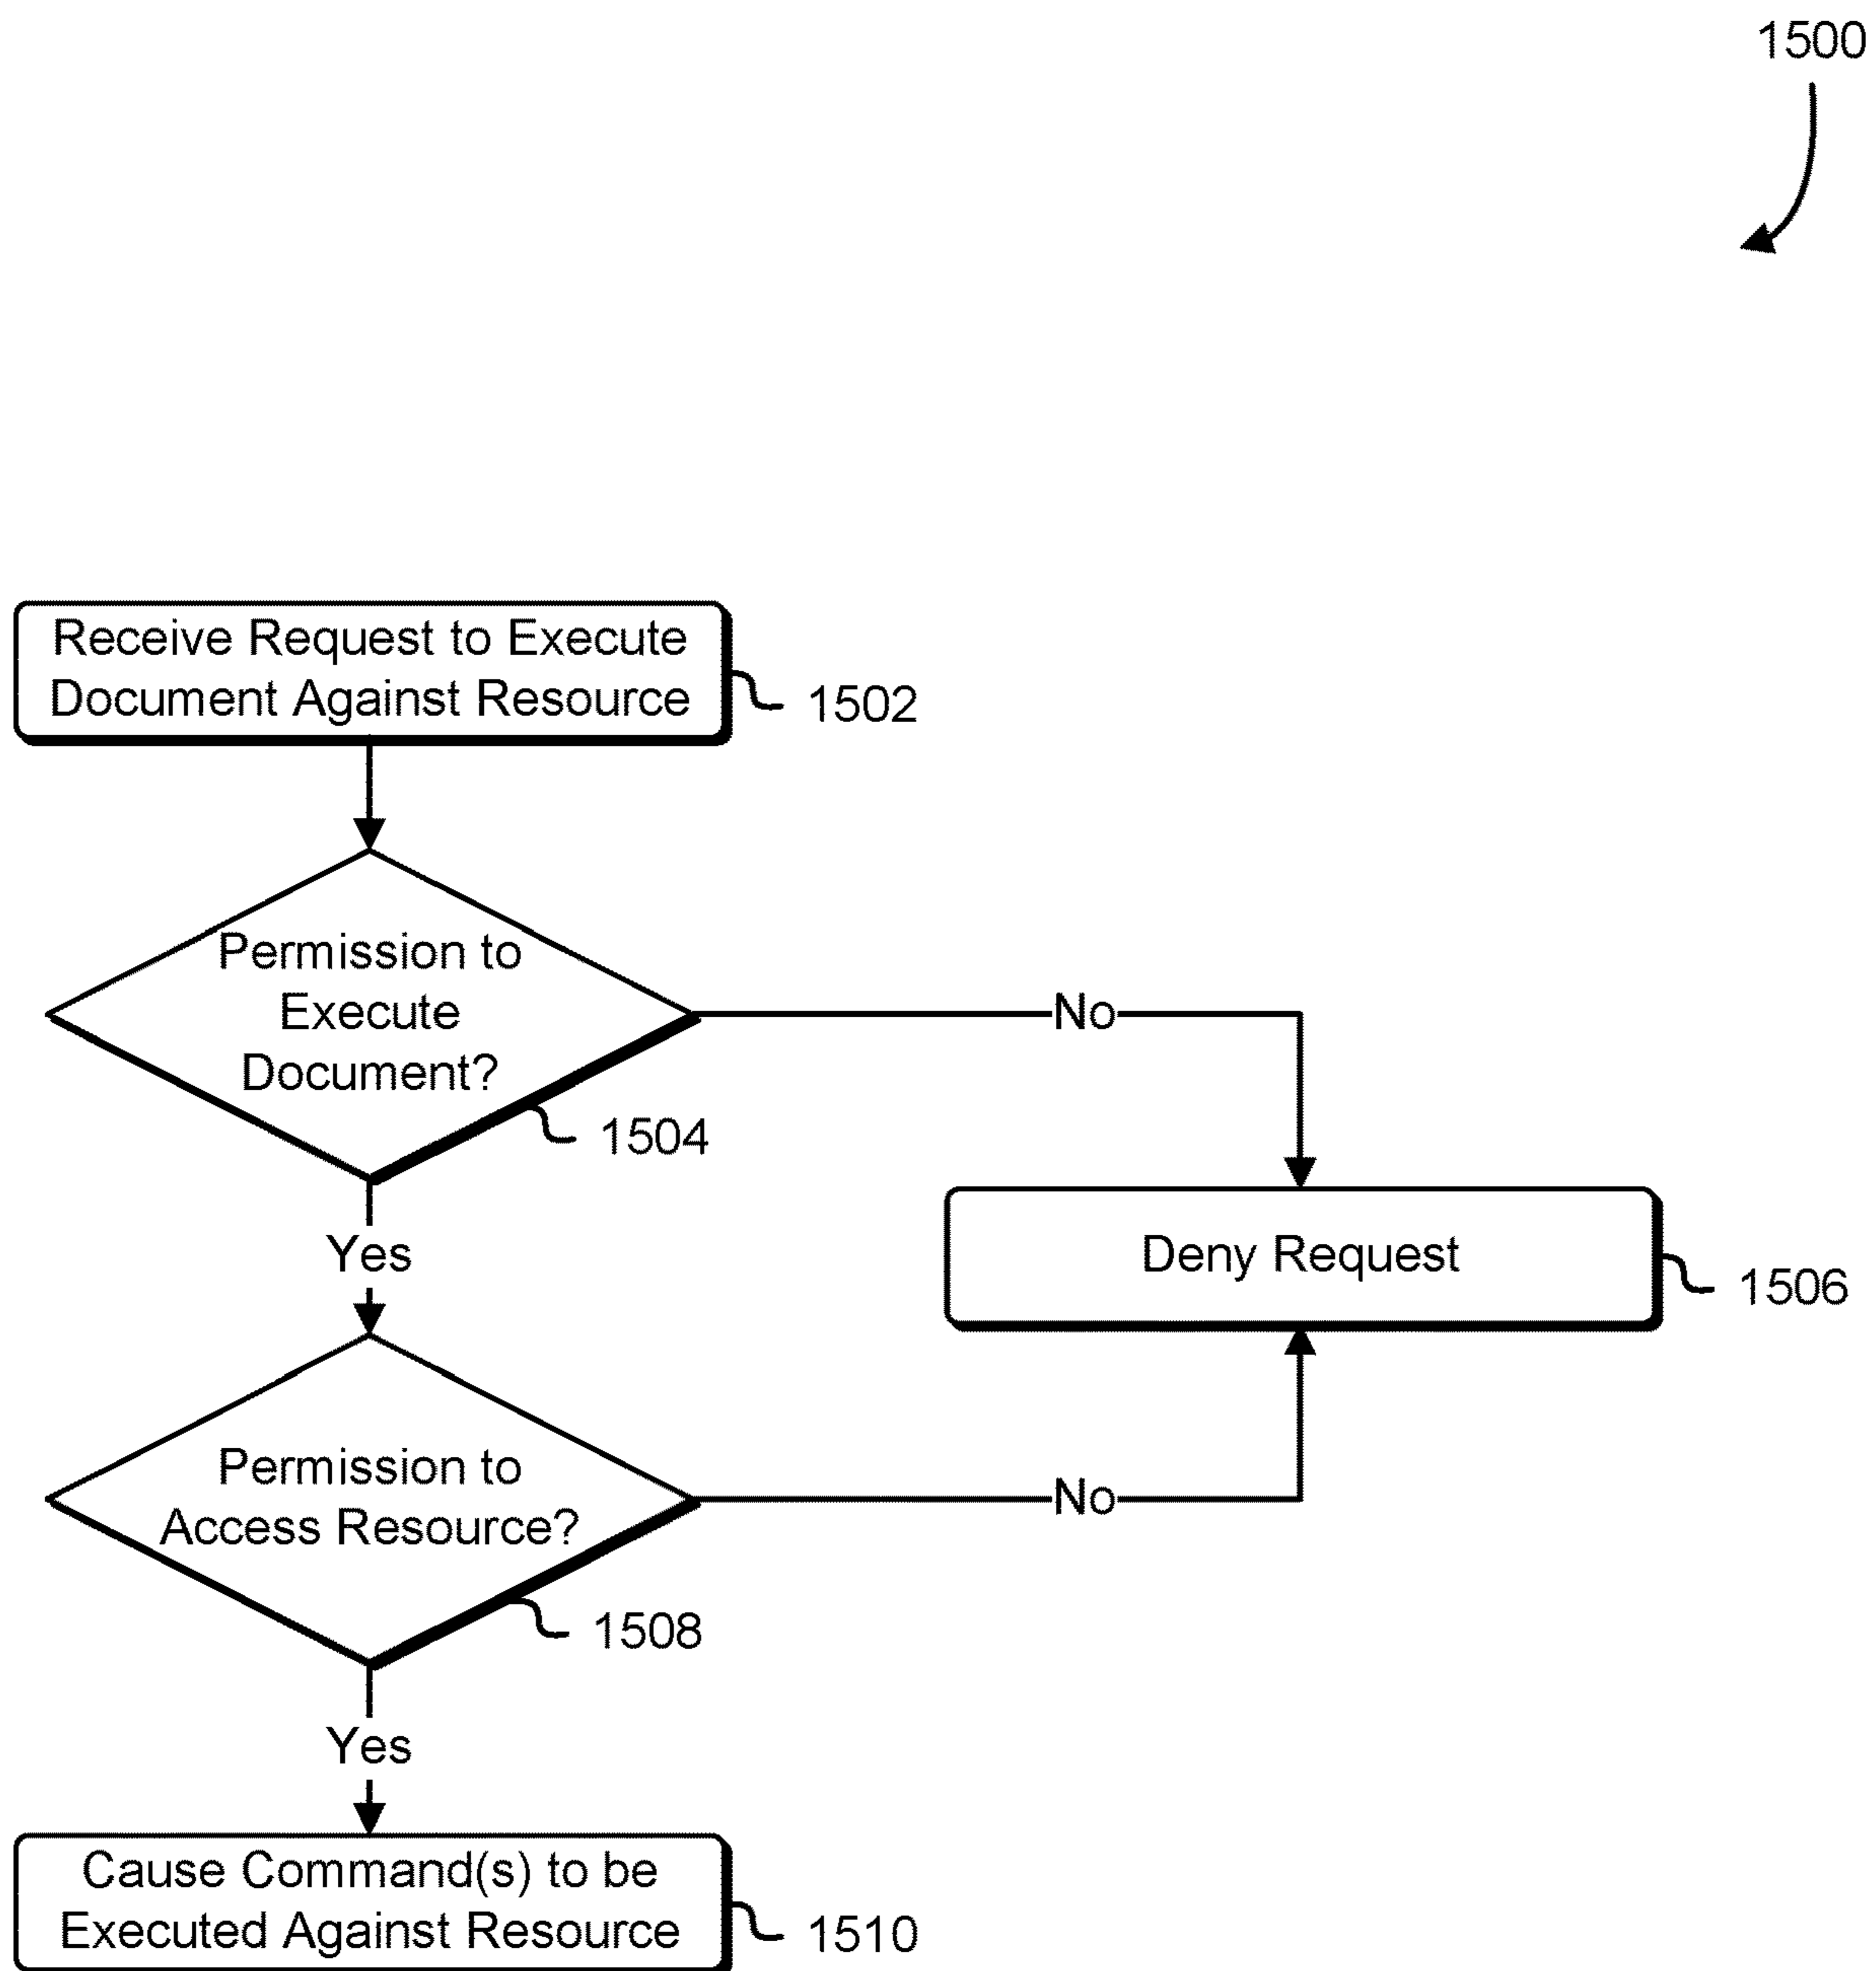 1500
Receive Request to Execute
Document Against Resource
1502
Permission to
Execute
Document?
No
1504
Yes
Deny Request
1506
Permission to
Access Resource?
No
1508
Yes
Cause Command(s) to be
Executed Against Resource
1510